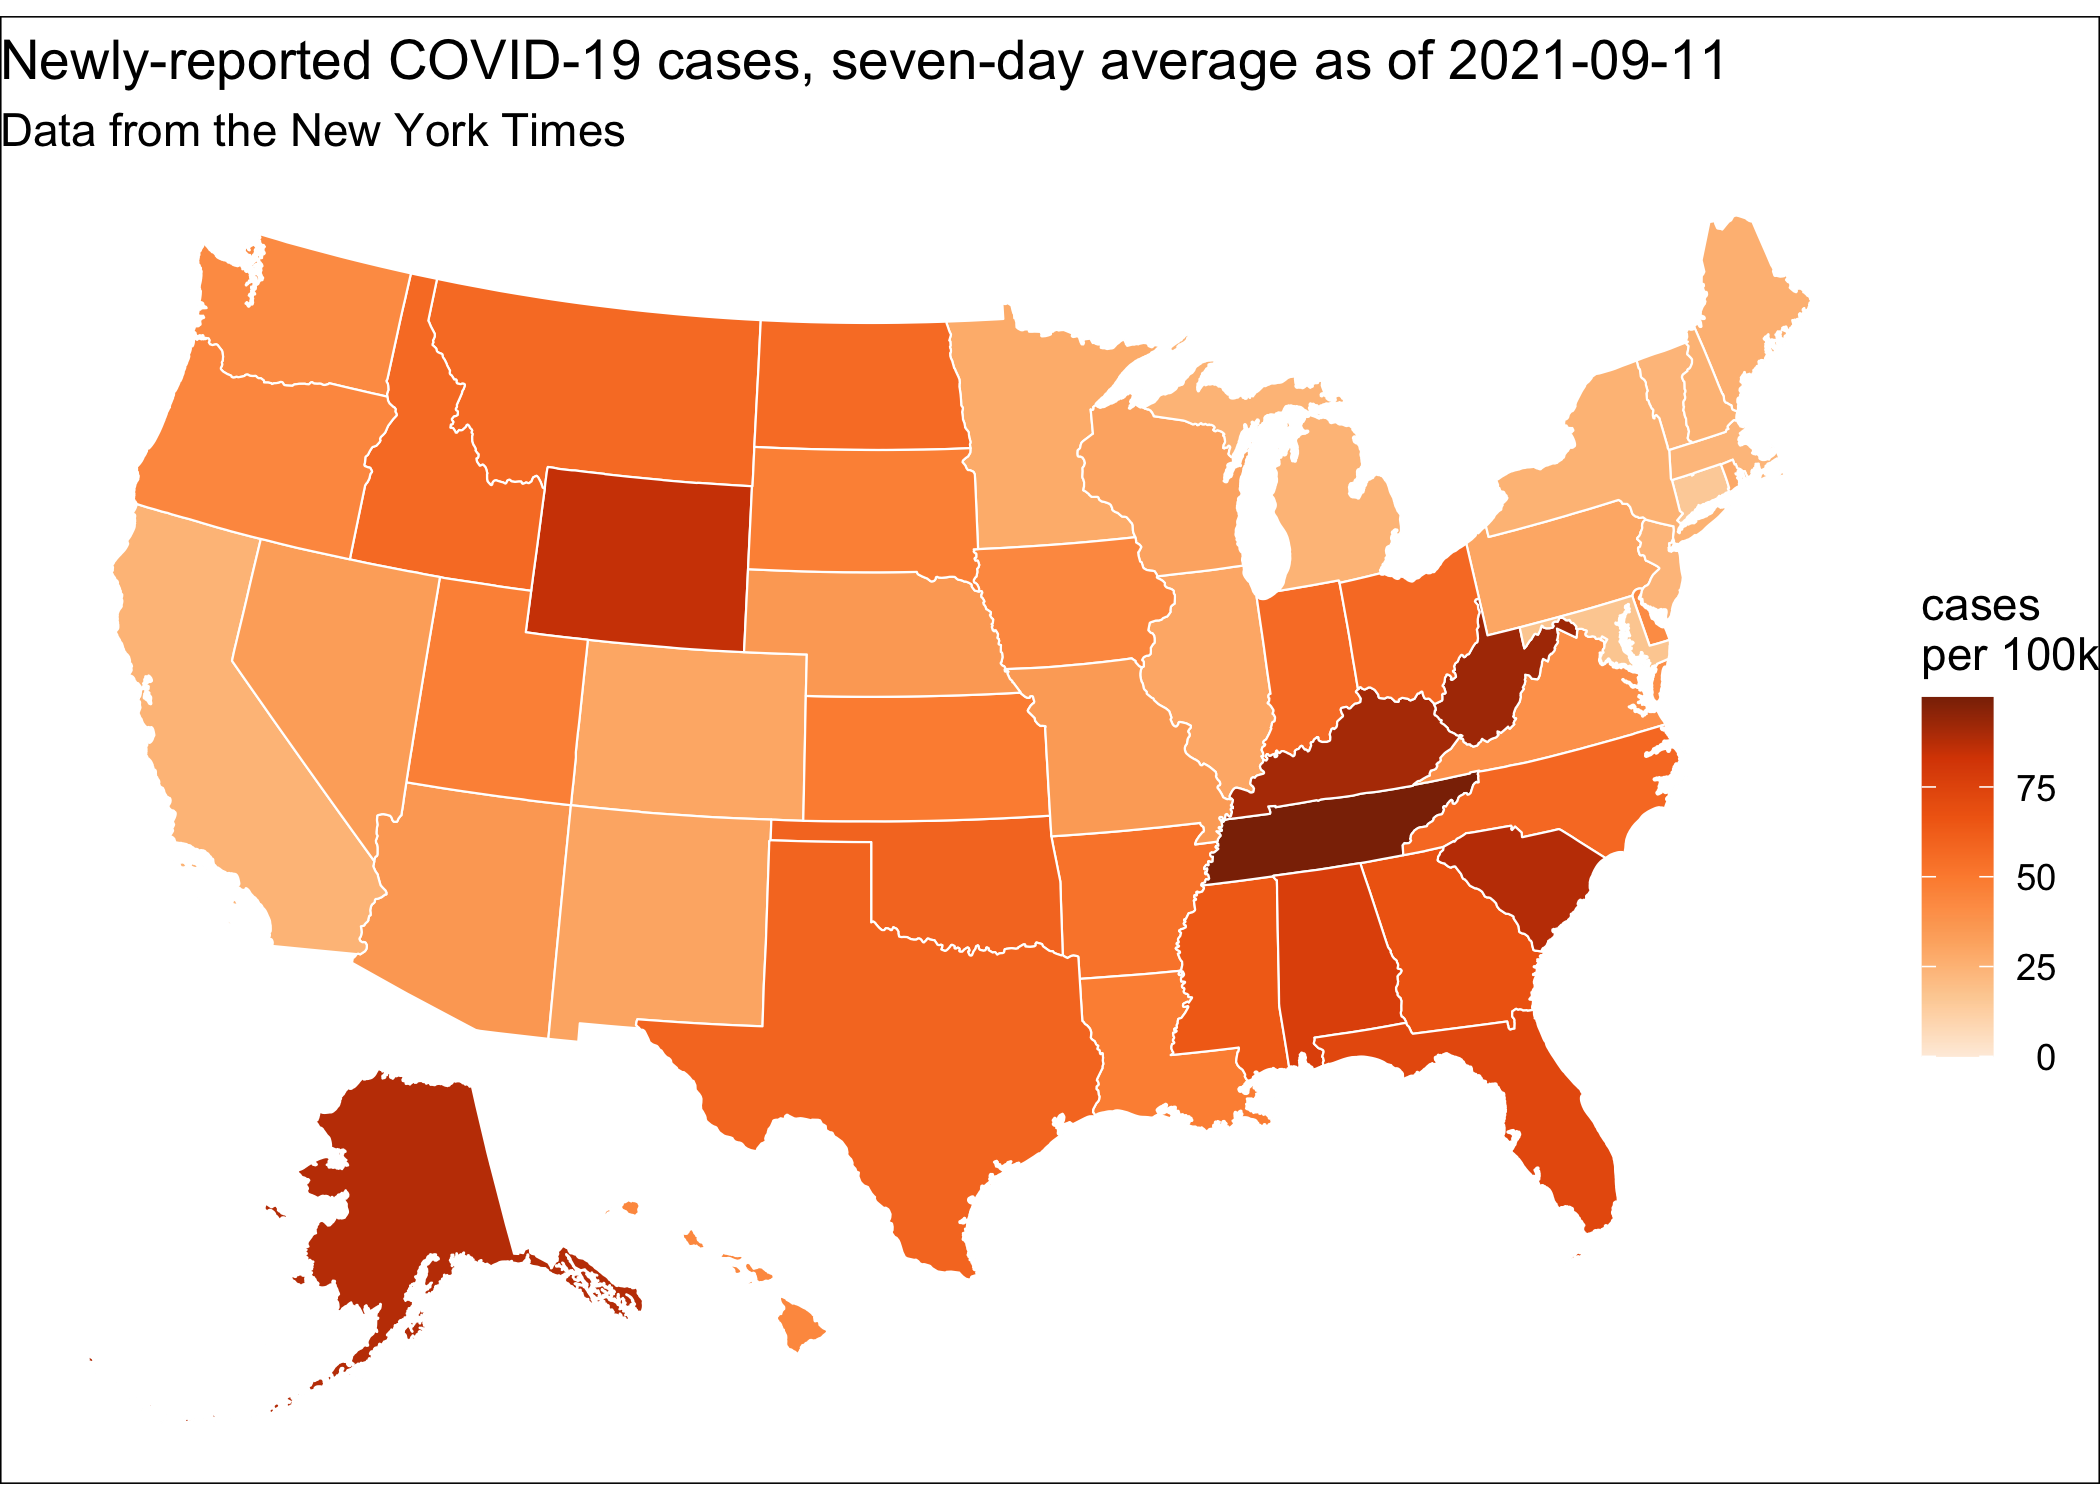 Newly-reported COVID-19 cases, seven-day average as of 2021-09-11
Data from the New York Times
cases
per 100k
75
50
25
0